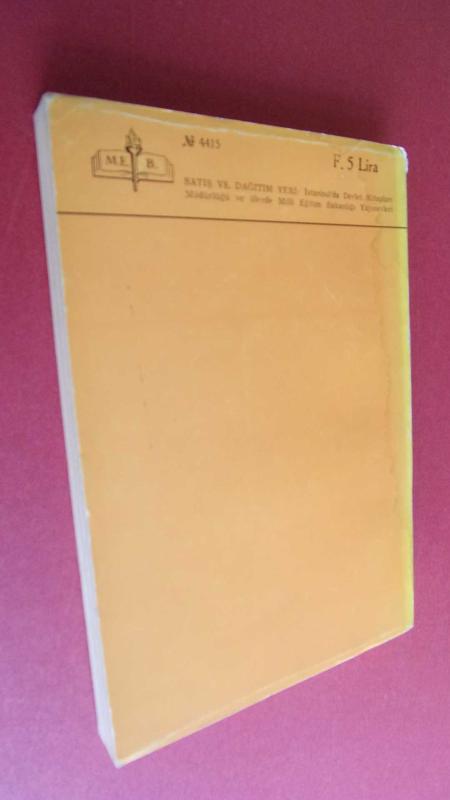 M.E B.
№ 4415
F. 5 Lira
SATIŞ VE DAĞITIM YERİ: İstanbul'da Devlet Kitapları
Müdürlüğü ve illerde Milli Eğitim Bakanlığı Yayınevleri